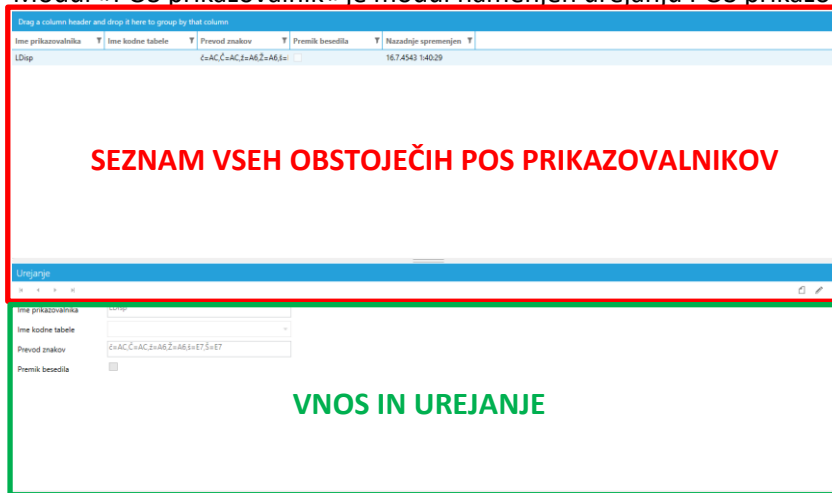 Modul »POS prikazovalnik« je modul namenjen urejanju POS prikazo
Drag a column header and drop it here to group by that column
Ime prikazovalnika Ime kodne tabele Prevod znakov Premik besedila Nazadnje spremenjen
LDisp č=AC,Č=AC,ž=A6,Ž=A6,š= 16.7.4543 1:40:29
SEZNAM VSEH OBSTOJEČIH POS PRIKAZOVALNIKOV
Urejanje
Ime prikazovalnika LDisp
Ime kodne tabele
Prevod znakov č=AC,Č=AC,ž=A6,Ž=A6,š=E7,Š=E7
Premik besedila
VNOS IN UREJANJE